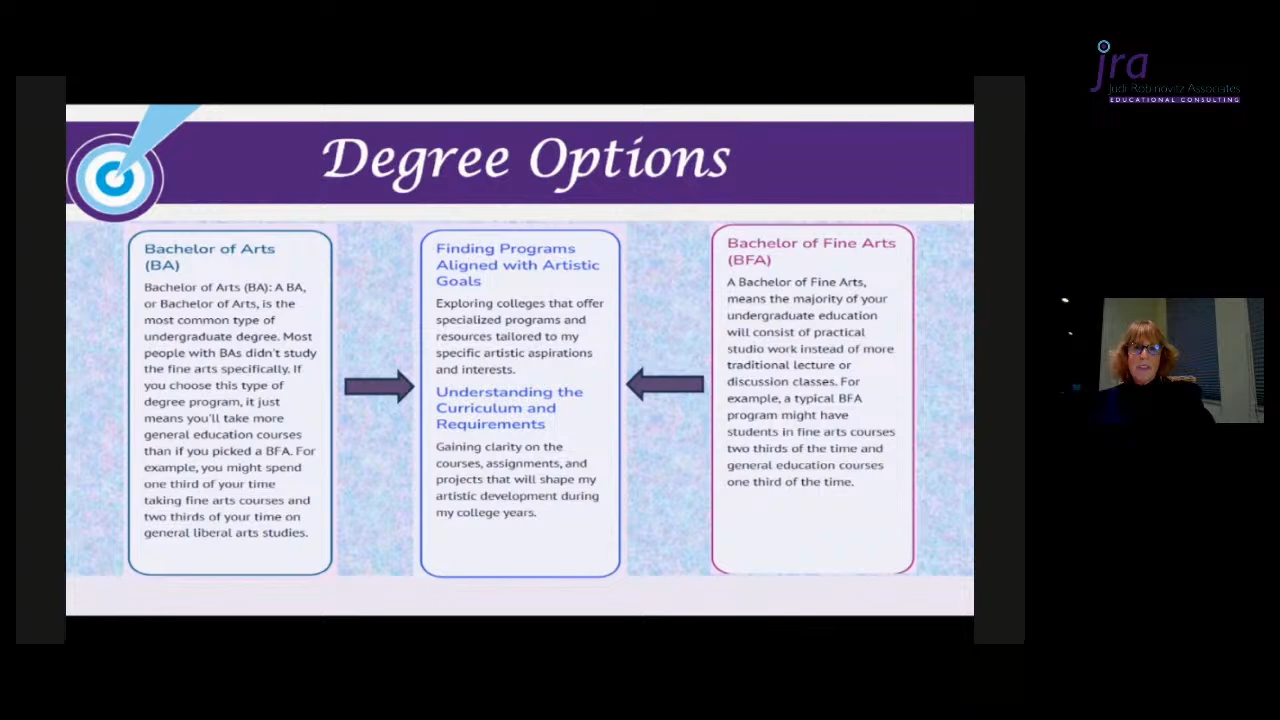 Degree Options
Bachelor of Arts
(BA)
Bachelor of Arts (BA): A BA,
or Bachelor of Arts, is the
most common type of
undergraduate degree. Most
people with BAs didn't study
the fine arts specifically. If
you choose this type of
degree program, it just
means you'll take more
general education courses
than if you picked a BFA. For
example, you might spend
one third of your time
taking fine arts courses and
two thirds of your time on
general liberal arts studies.
Finding Programs
Aligned with Artistic
Goals
Exploring colleges that offer
specialized programs and
resources tailored to my
specific artistic aspirations
and interests.
Understanding the
Curriculum and
Requirements
Gaining clarity on the
courses, assignments, and
projects that will shape my
artistic development during
my college years.
Bachelor of Fine Arts
(BFA)
A Bachelor of Fine Arts,
means the majority of your
undergraduate education
will consist of practical
studio work instead of more
traditional lecture or
discussion classes. For
example, a typical BFA
program might have
students in fine arts courses
two thirds of the time and
general education courses
one third of the time.
jra
Judi Robinovitz Associates
EDUCATIONAL CONSULTING